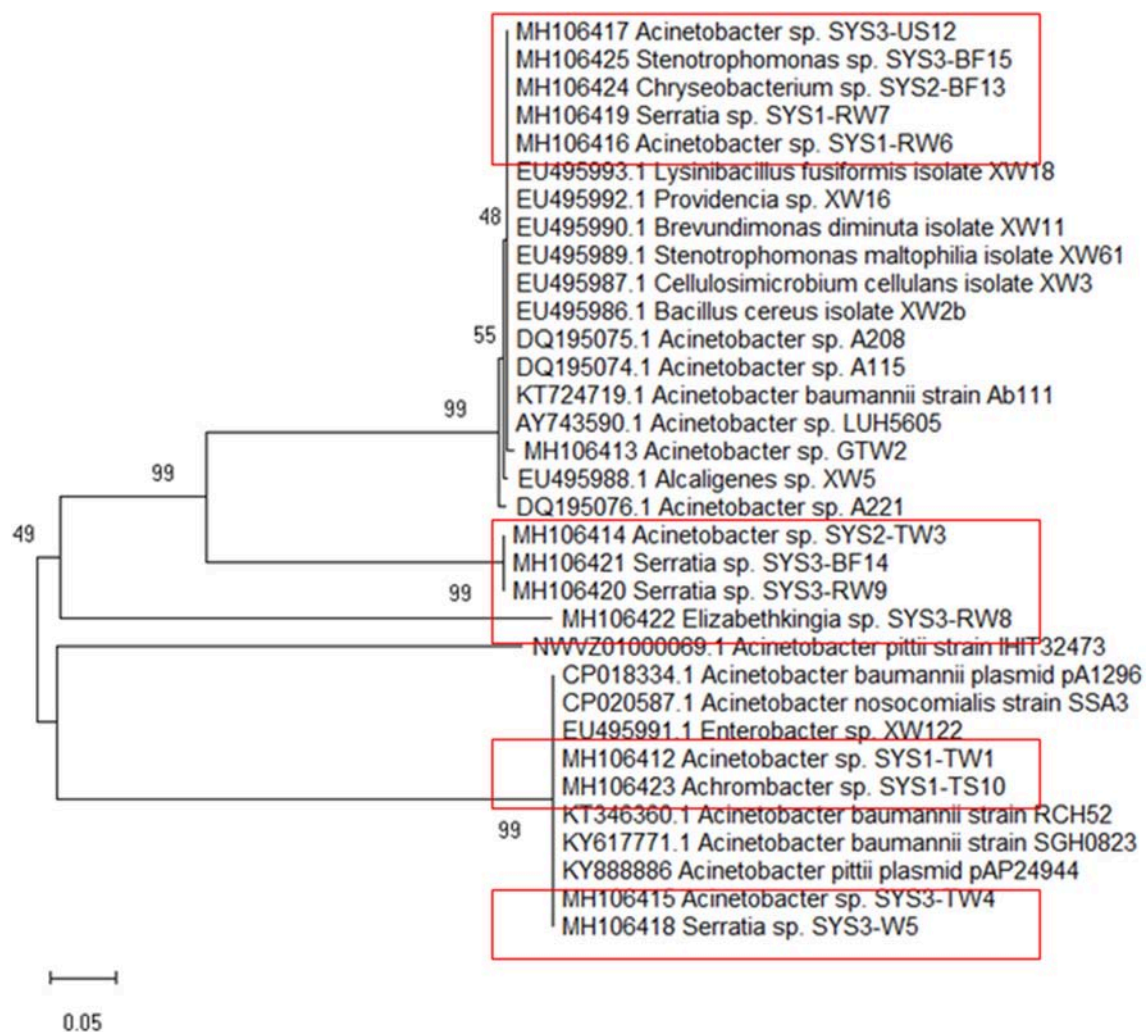 MH106417 Acinetobacter sp. SYS3-US12
MH106425 Stenotrophomonas sp. SYS3-BF15
MH106424 Chryseobacterium sp. SYS2-BF13
MH106419 Serratia sp. SYS1-RW7
MH106416 Acinetobacter sp. SYS1-RW6
EU495993.1 Lysinibacillus fusiformis isolate XW18
EU495992.1 Providencia sp. XW16
48
EU495990.1 Brevundimonas diminuta isolate XW11
EU495989.1 Stenotrophomonas maltophilia isolate XW61
EU495987.1 Cellulosimicrobium cellulans isolate XW3
EU495986.1 Bacillus cereus isolate XW2b
55
DQ195075.1 Acinetobacter sp. A208
DQ195074.1 Acinetobacter sp. A115
KT724719.1 Acinetobacter baumannii strain Ab111
99
AY743590.1 Acinetobacter sp. LUH5605
MH106413 Acinetobacter sp. GTW2
99
EU495988.1 Alcaligenes sp. XW5
DQ195076.1 Acinetobacter sp. A221
49
MH106414 Acinetobacter sp. SYS2-TW3
MH106421 Serratia sp. SYS3-BF14
99
MH106420 Serratia sp. SYS3-RW9
MH106422 Elizabethkingia sp. SYS3-RW8
NWVZ01000069.1 Acinetobacter pittii strain IHIT32473
CP018334.1 Acinetobacter baumannii plasmid pA1296
CP020587.1 Acinetobacter nosocomialis strain SSA3
EU495991.1 Enterobacter sp. XW122
MH106412 Acinetobacter sp. SYS1-TW1
MH106423 Achrombacter sp. SYS1-TS10
KT346360.1 Acinetobacter baumannii strain RCH52
99
KY617771.1 Acinetobacter baumannii strain SGH0823
KY888886 Acinetobacter pittii plasmid pAP24944
MH106415 Acinetobacter sp. SYS3-TW4
MH106418 Serratia sp. SYS3-W5
0.05